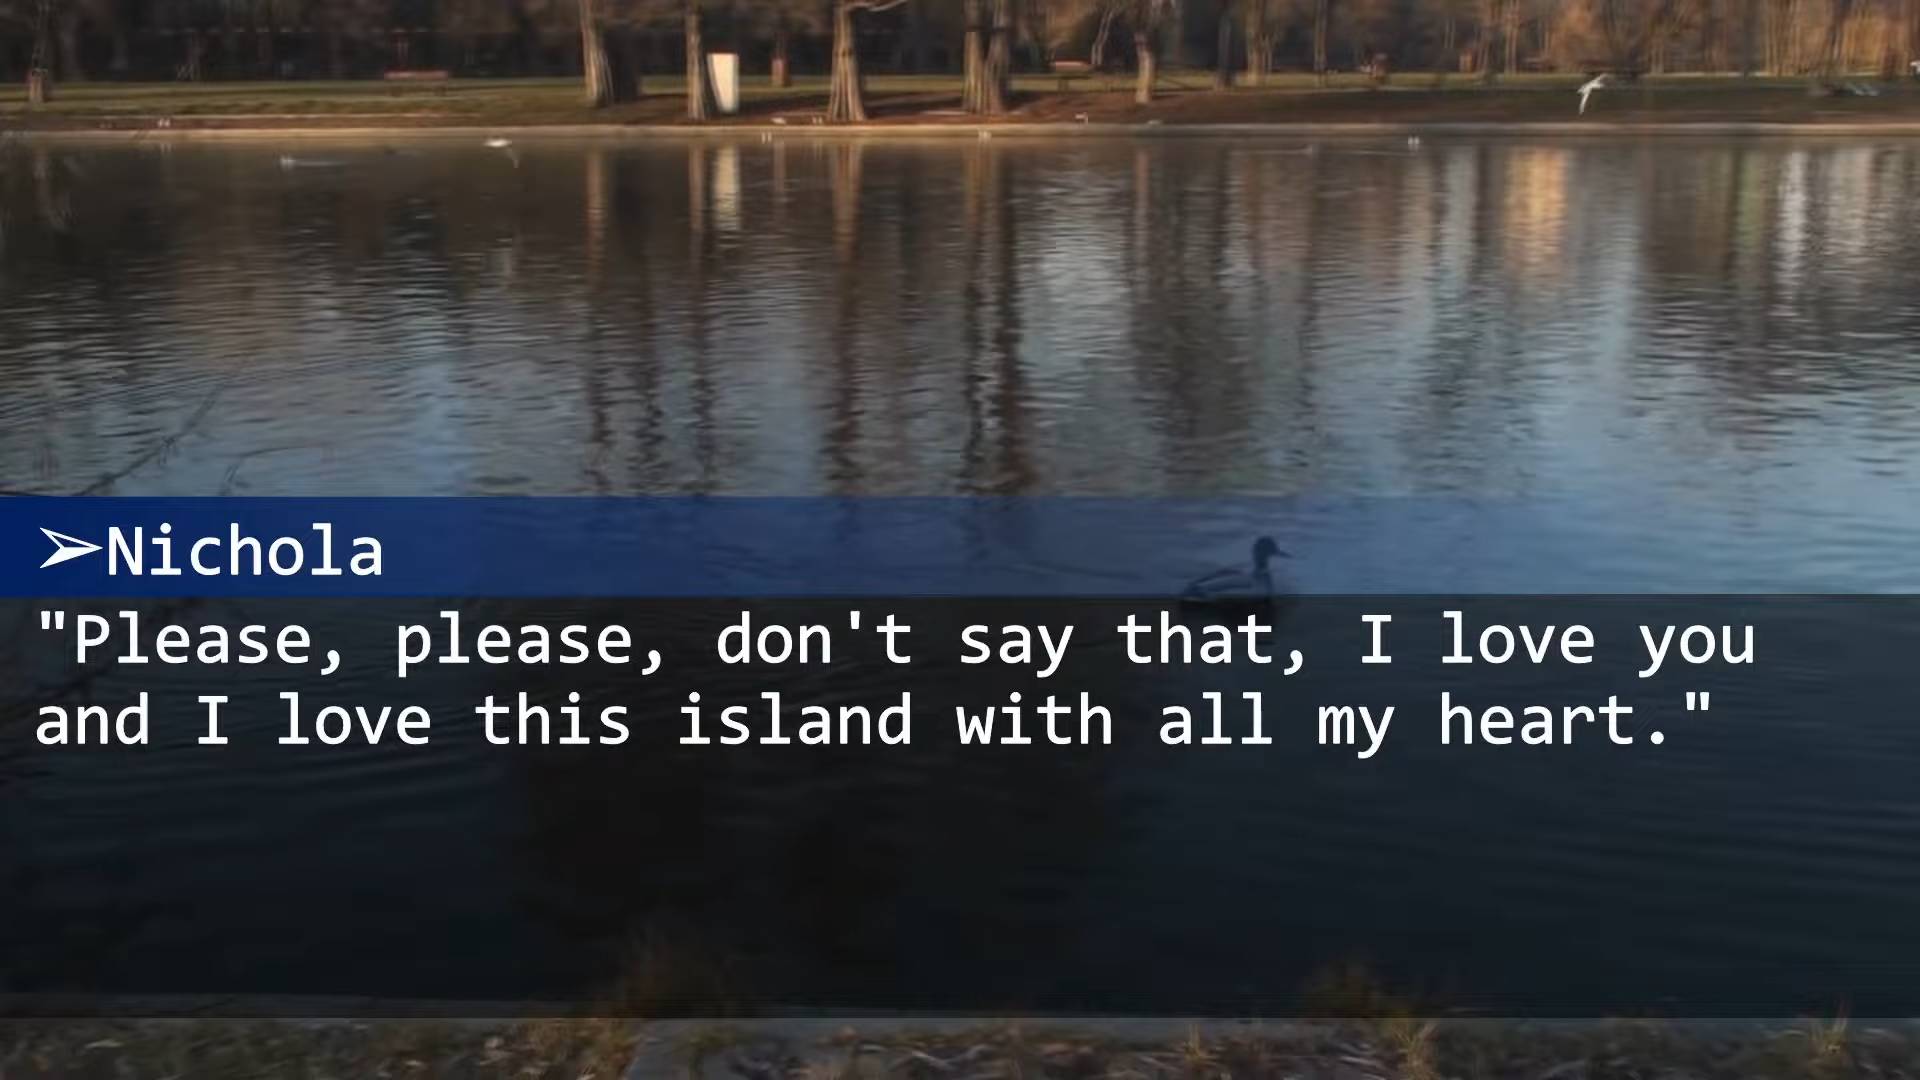 ➢Nichola
"Please, please, don't say that, I love you
and I love this island with all my heart."